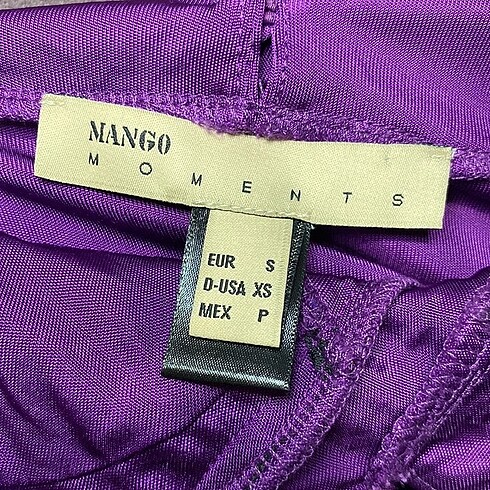 MANGO
MOMENTS
EUR S
D-USA XS
MEX P